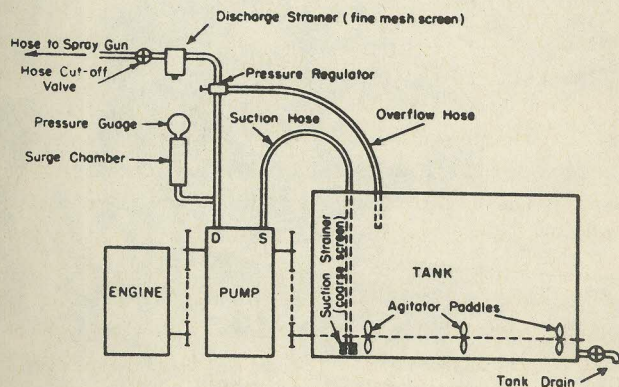 Discharge Strainer (fine mesh screen)
Hose to Spray Gun
Hose Cut-off
Valve
Pressure Regulator
Pressure Guage
Suction Hose
Overflow Hose
Surge Chamber
D
S
Suction Strainer
(coarse screen)
TANK
ENGINE
PUMP
Agitator Paddles
Tank Drain